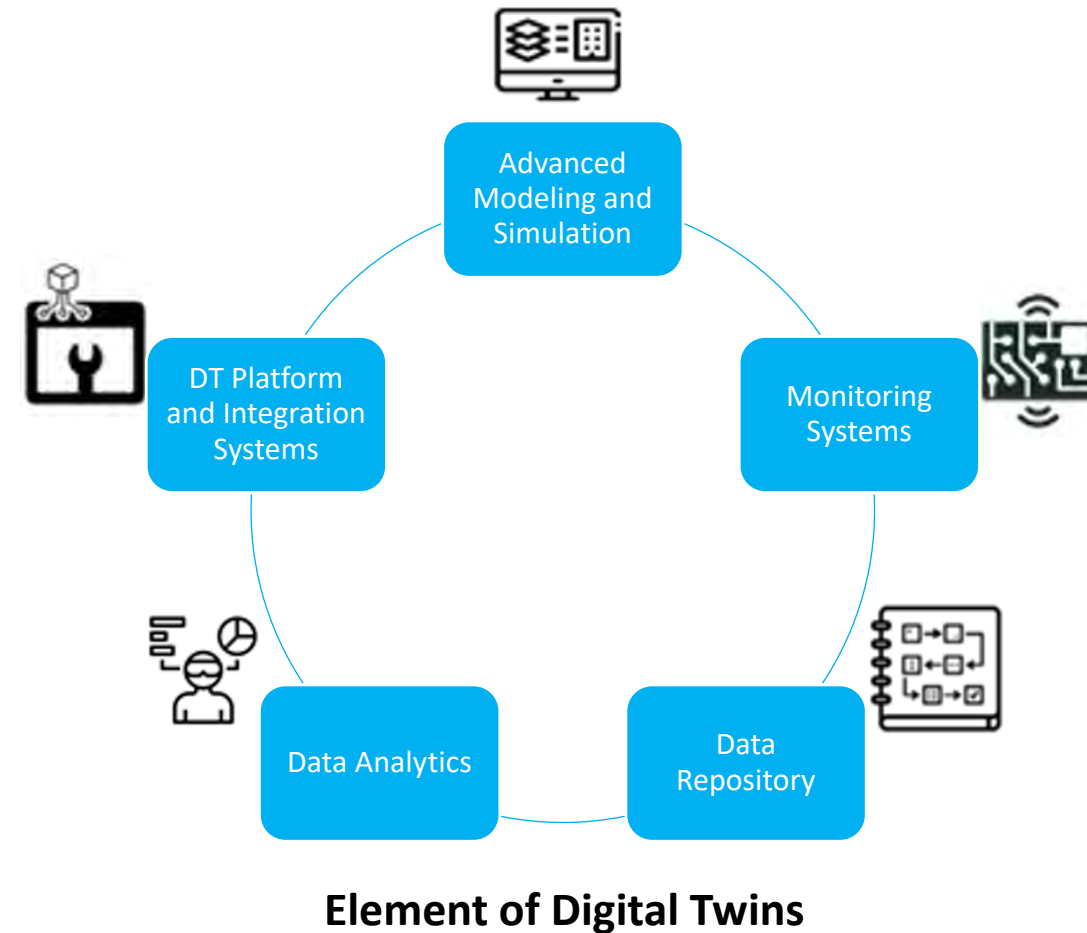 Advanced
Modeling and
Simulation
DT Platform
and Integration
Systems
Monitoring
Systems
Data Analytics
Data
Repository
Element of Digital Twins